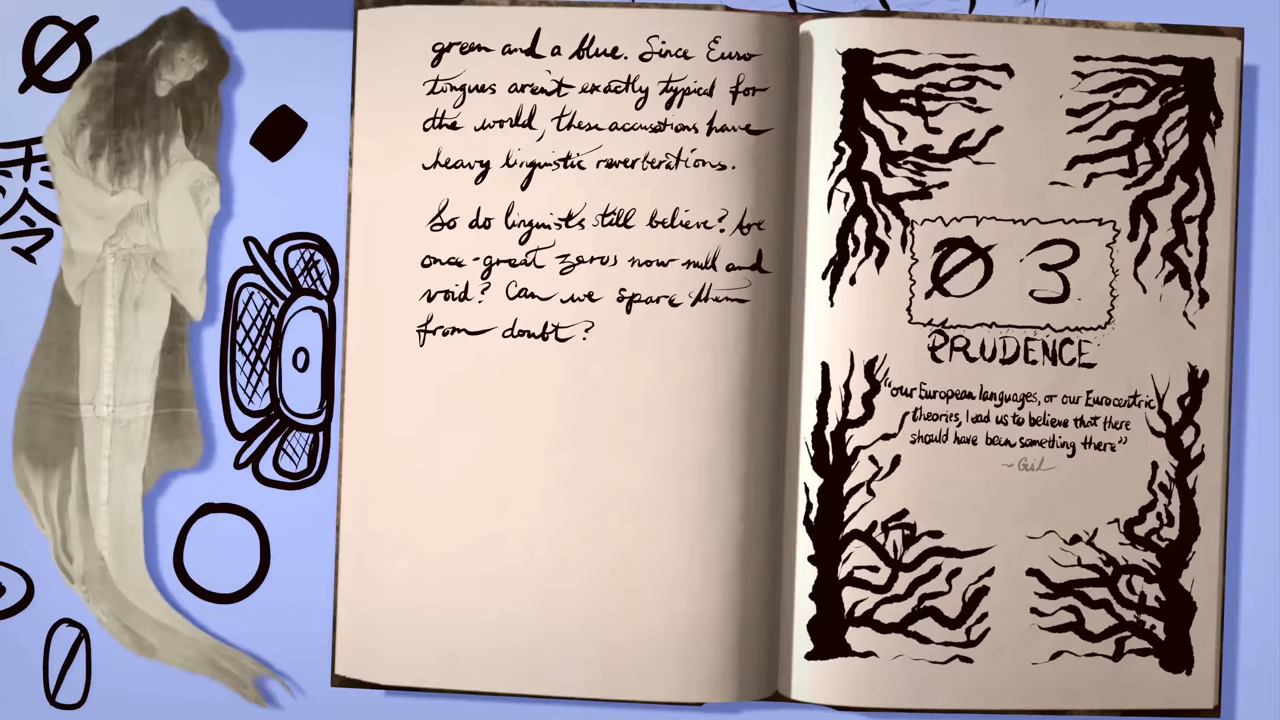 Ø
零
0
green and a blue. Since Euro
tongues aren't exactly typical for
the world, these accusations have
heavy linguistic reverberations.
So do linguists still believe? Are
once-great zeros now null and
void? Can we spare them
from doubt?
Ø 3
PRUDENCE
"our European languages, or our Eurocentric
theories, lead us to believe that there
should have been something there"
~ Gil